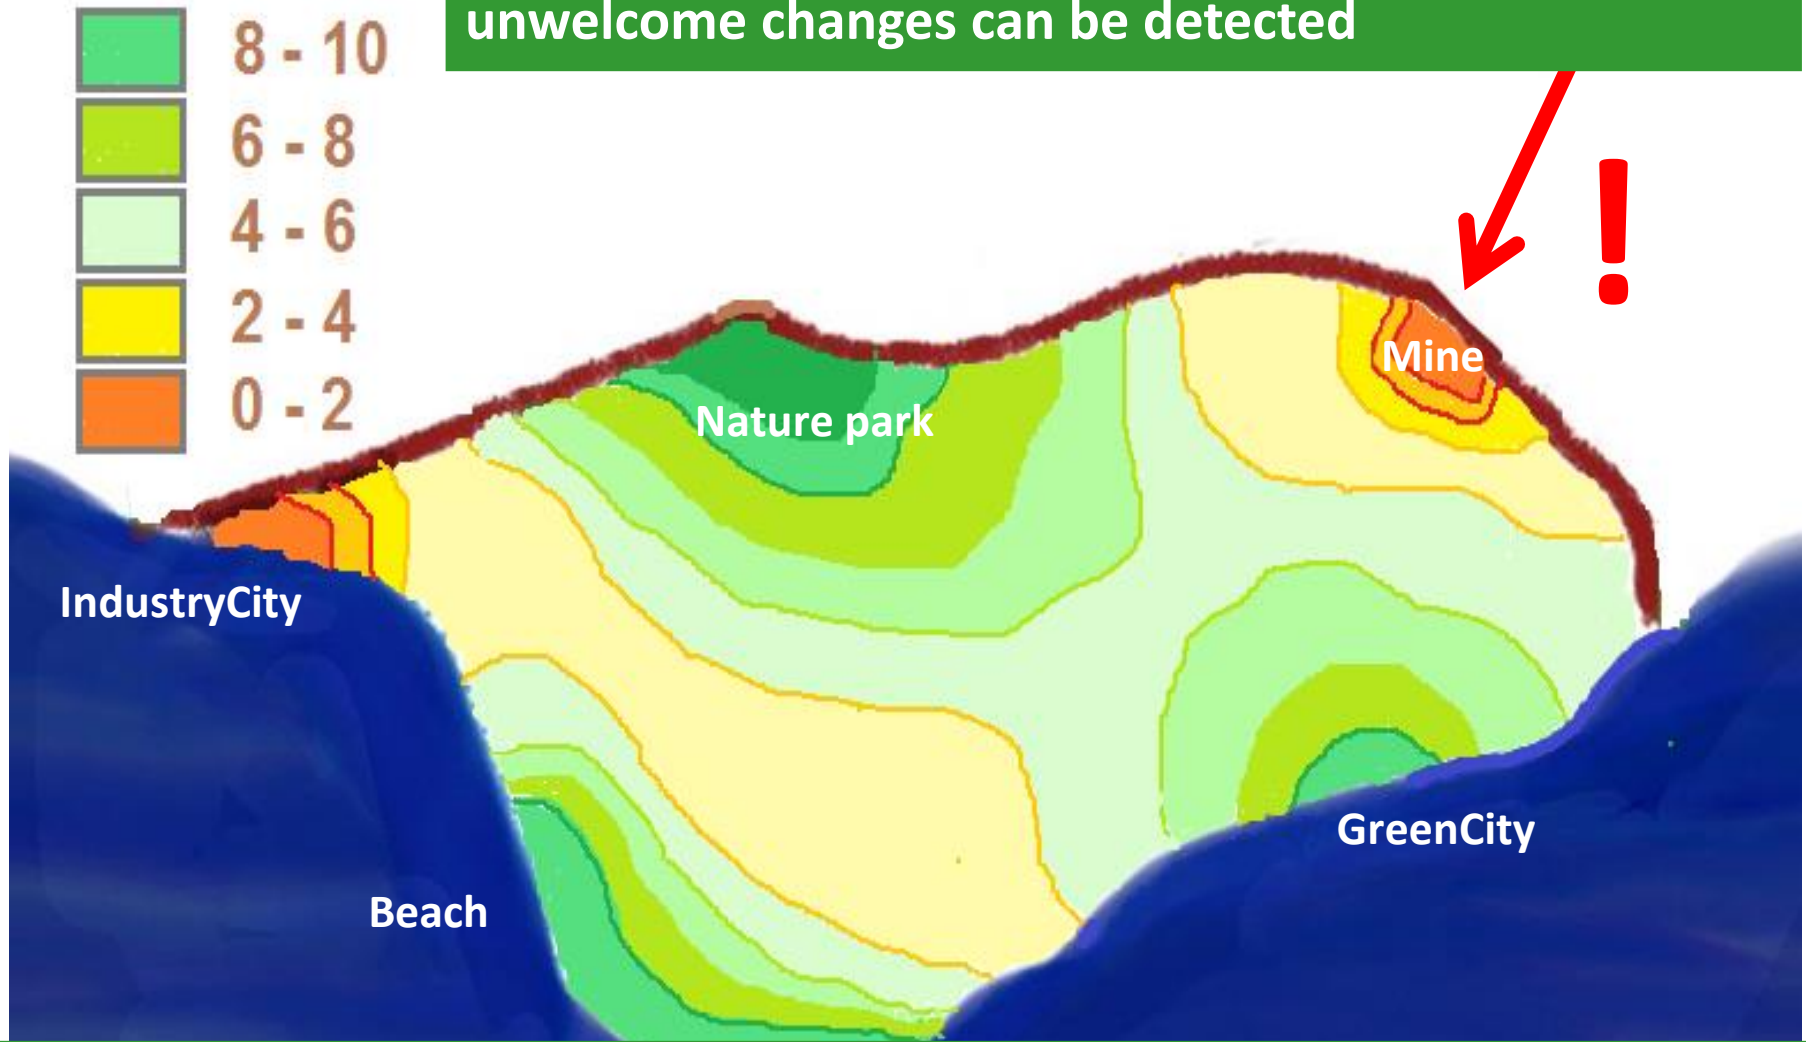 unwelcome changes can be detected
8 - 10
6 - 8
4 - 6
2 - 4
0 - 2
!
Mine
Nature park
IndustryCity
GreenCity
Beach